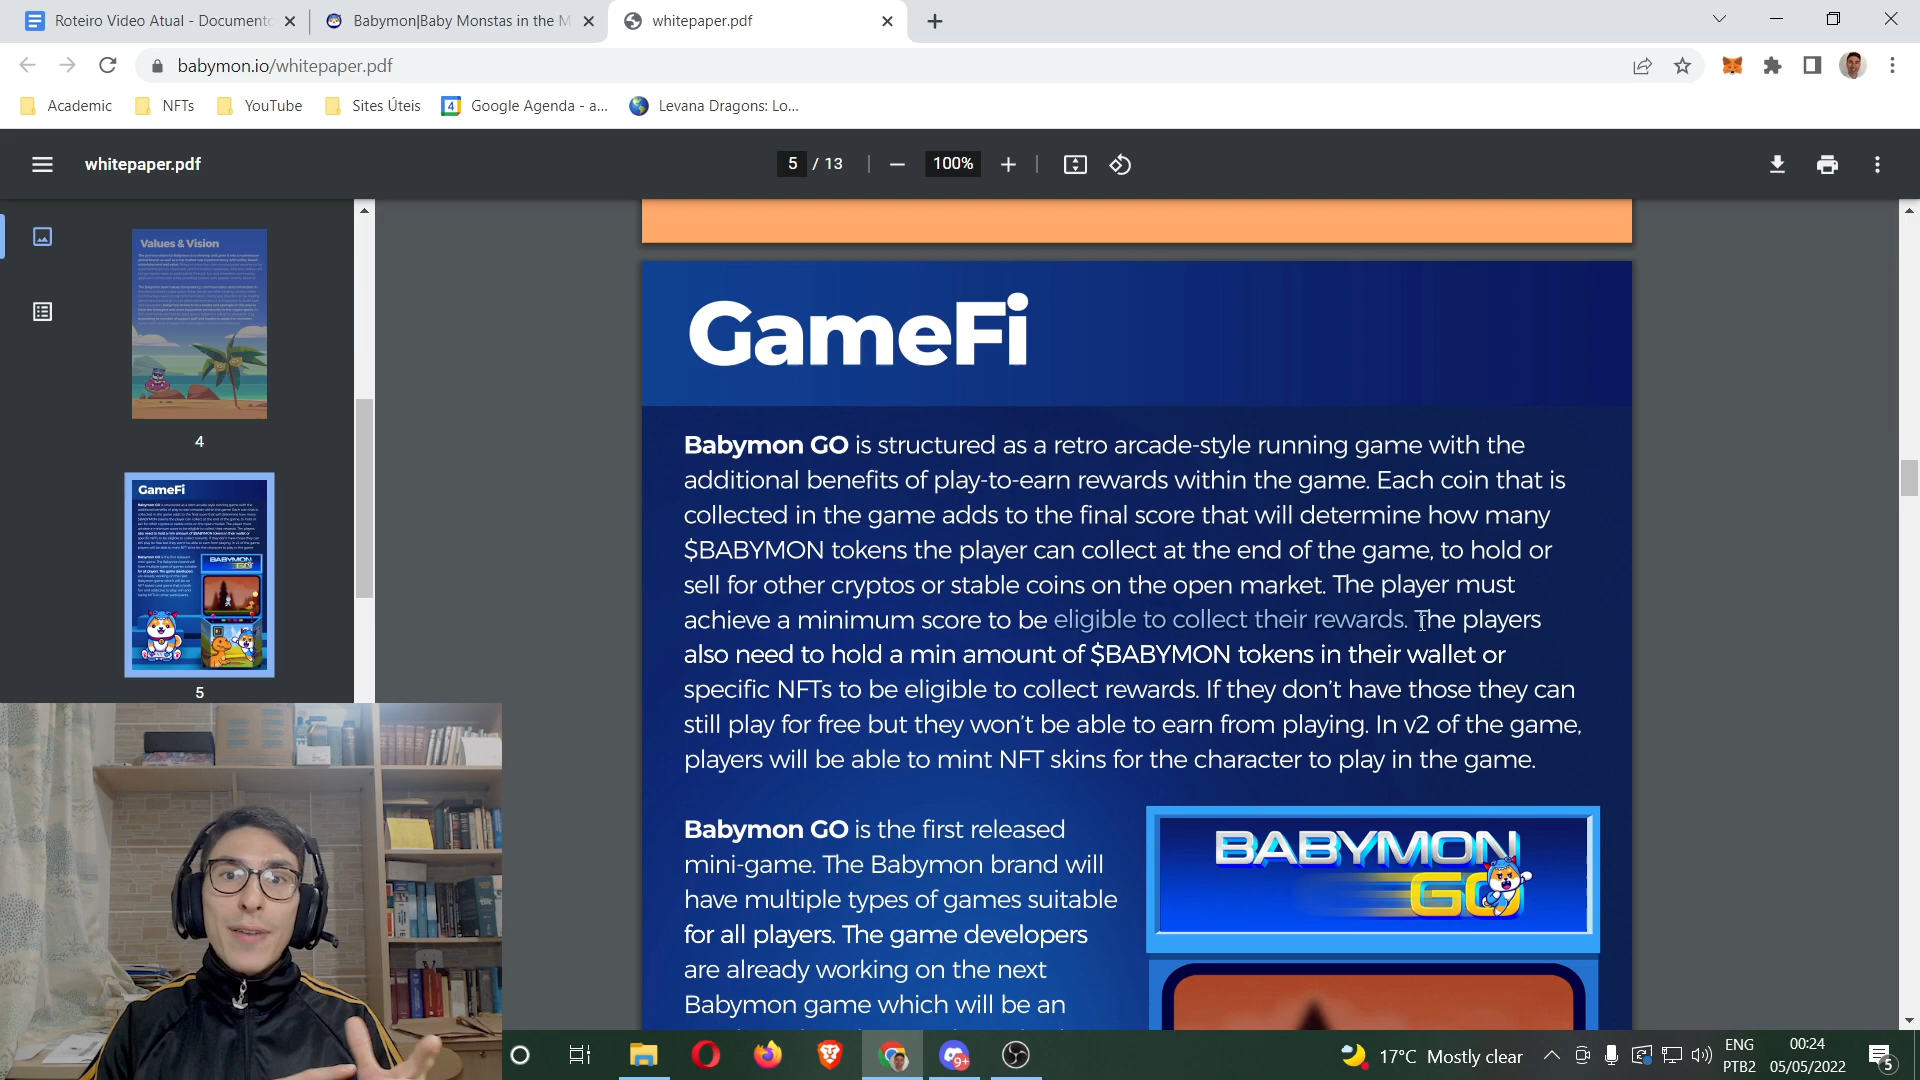 Roteiro Video Atual - Documento
Babymon|Baby Monstas in the M
whitepaper.pdf
babymon.io/whitepaper.pdf
Academic
NFTs
YouTube
Sites Úteis
Google Agenda - a...
Levana Dragons: Lo...
whitepaper.pdf
5 / 13
100%
Values & Vision
4
GameFi
5
GameFi
Babymon GO is structured as a retro arcade-style running game with the
additional benefits of play-to-earn rewards within the game. Each coin that is
collected in the game adds to the final score that will determine how many
$BABYMON tokens the player can collect at the end of the game, to hold or
sell for other cryptos or stable coins on the open market. The player must
achieve a minimum score to be eligible to collect their rewards. The players
also need to hold a min amount of $BABYMON tokens in their wallet or
specific NFTs to be eligible to collect rewards. If they don't have those they can
still play for free but they won't be able to earn from playing. In v2 of the game,
players will be able to mint NFT skins for the character to play in the game.
Babymon GO is the first released
mini-game. The Babymon brand will
have multiple types of games suitable
for all players. The game developers
are already working on the next
Babymon game which will be an
BABYMON
GO
9+
17°C Mostly clear
ENG
PTB2
00:24
05/05/2022
5